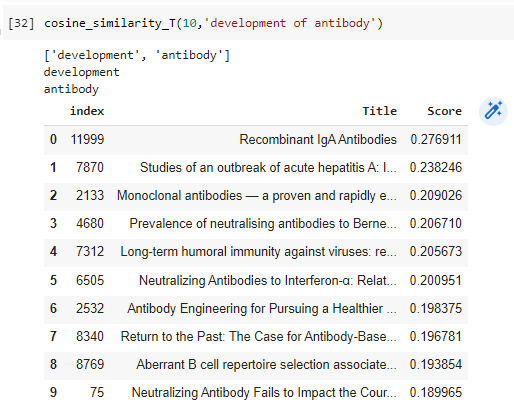 [32] cosine_similarity_T(10,'development of antibody')
['development', 'antibody']
development
antibody
index Title Score
0 11999 Recombinant IgA Antibodies 0.276911
1 7870 Studies of an outbreak of acute hepatitis A: I... 0.238246
2 2133 Monoclonal antibodies — a proven and rapidly e... 0.209026
3 4680 Prevalence of neutralising antibodies to Berne... 0.206710
4 7312 Long-term humoral immunity against viruses: re... 0.205673
5 6505 Neutralizing Antibodies to Interferon-α: Relat... 0.200951
6 2532 Antibody Engineering for Pursuing a Healthier ... 0.198375
7 8340 Return to the Past: The Case for Antibody-Base... 0.196781
8 8769 Aberrant B cell repertoire selection associate... 0.193854
9 75 Neutralizing Antibody Fails to Impact the Cour... 0.189965